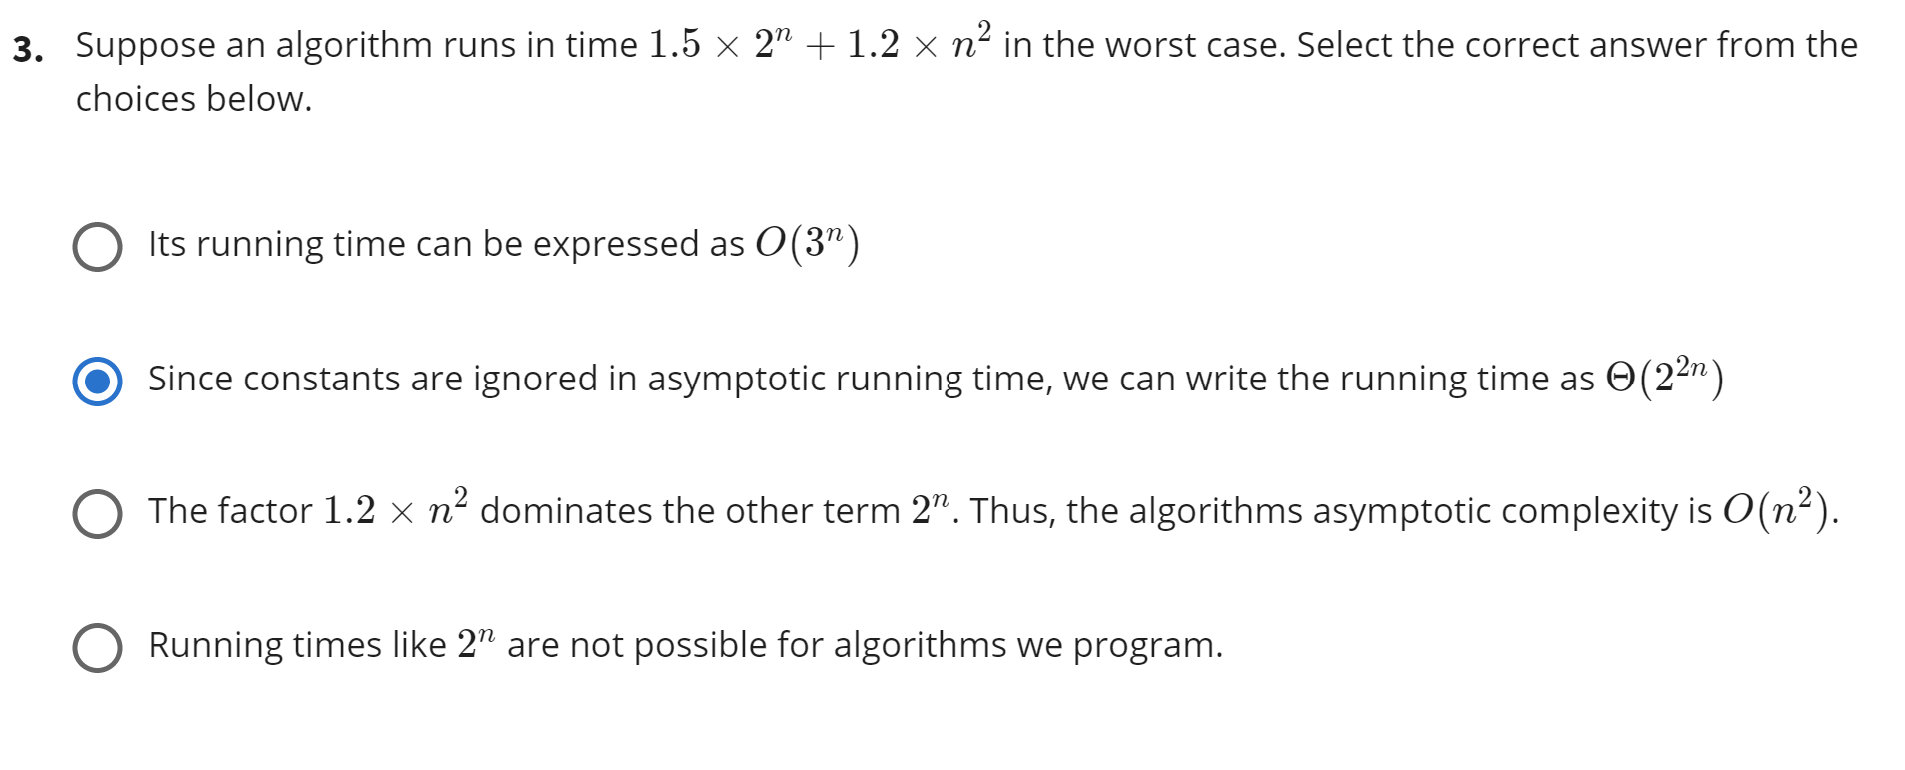 3. Suppose an algorithm runs in time 1.5 × 2ⁿ + 1.2 × n² in the worst case. Select the correct answer from the
choices below.
Its running time can be expressed as O(3ⁿ)
Since constants are ignored in asymptotic running time, we can write the running time as Θ(2²ⁿ)
The factor 1.2 × n² dominates the other term 2ⁿ. Thus, the algorithms asymptotic complexity is O(n²).
Running times like 2ⁿ are not possible for algorithms we program.